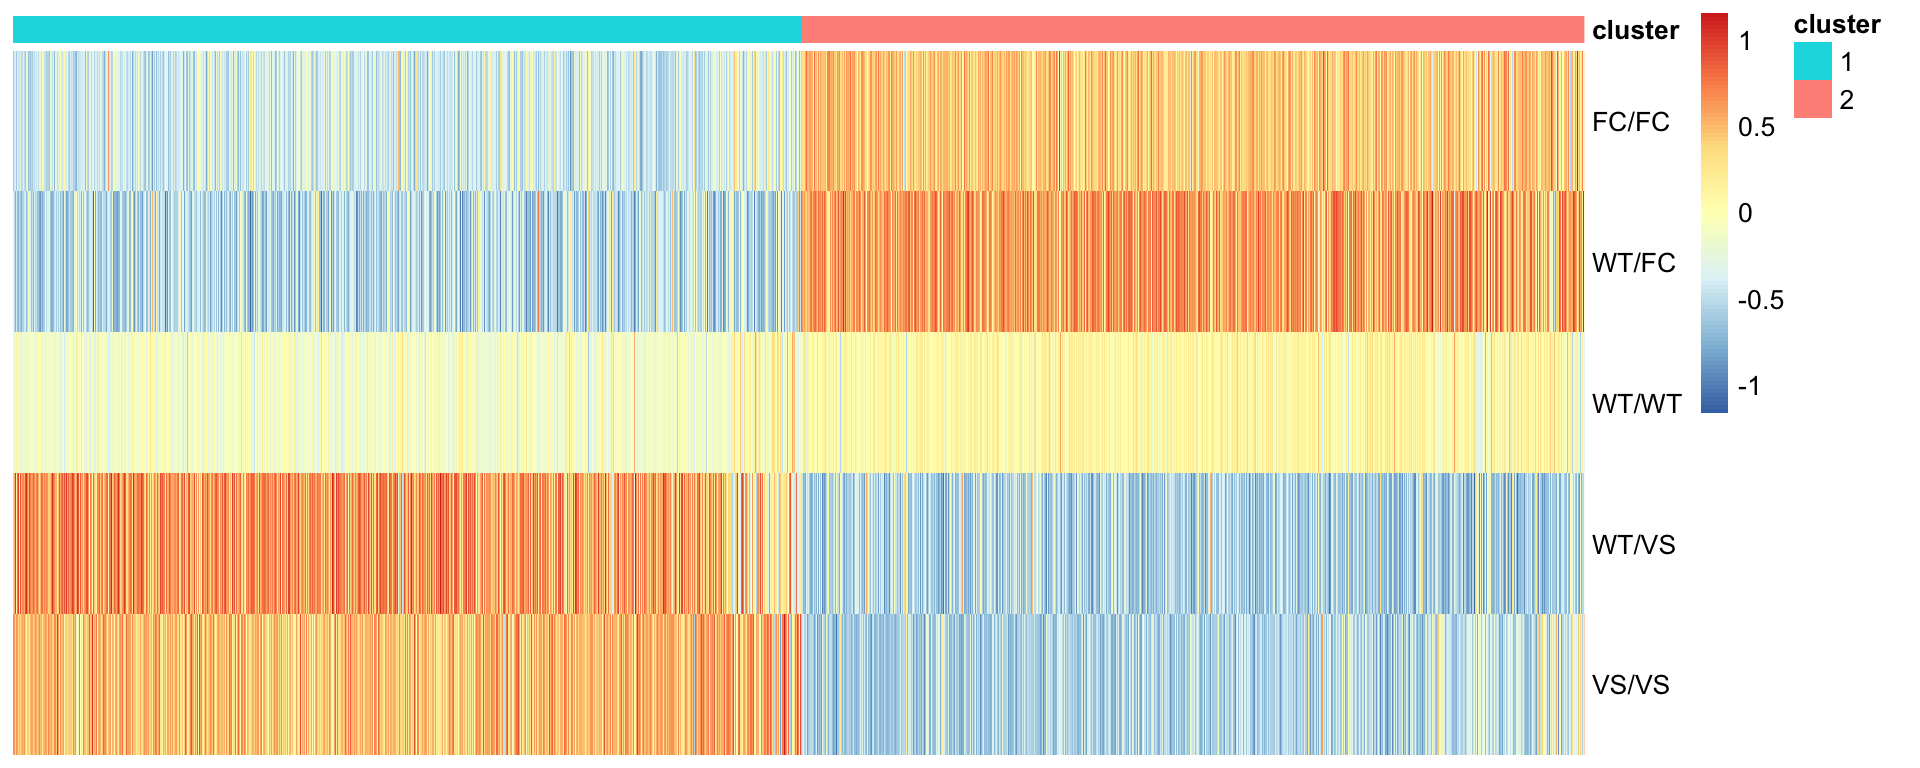 cluster
FC/FC
WT/FC
WT/WT
WT/VS
VS/VS
1
0.5
0
-0.5
-1
cluster
1
2